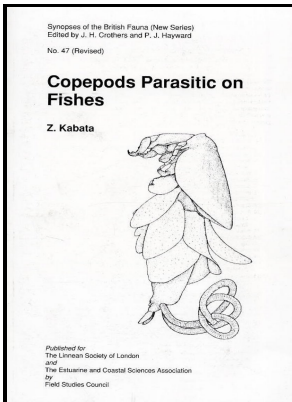 Synopses of the British Fauna (New Series)
Edited by J. H. Crothers and P. J. Hayward
No. 47 (Revised)
Copepods Parasitic on
Fishes
Z. Kabata
Published for
The Linnean Society of London
and
The Estuarine and Coastal Sciences Association
by
Field Studies Council